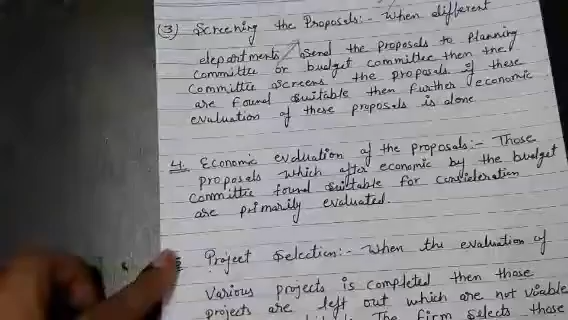 (3) Screening the Proposals:- When different
departments send the proposals to planning
committee or budget committee then the
committee screens the proposals if these
are found suitable then further economic
evaluation of these proposals is done
4. Economic evaluation of the proposals:- Those
proposals which after economic by the budget
committee found suitable for consideration
are primarily evaluated.
Project Selection:- When the evaluation of
various projects is completed then those
projects are left out which are not viable
The firm selects those